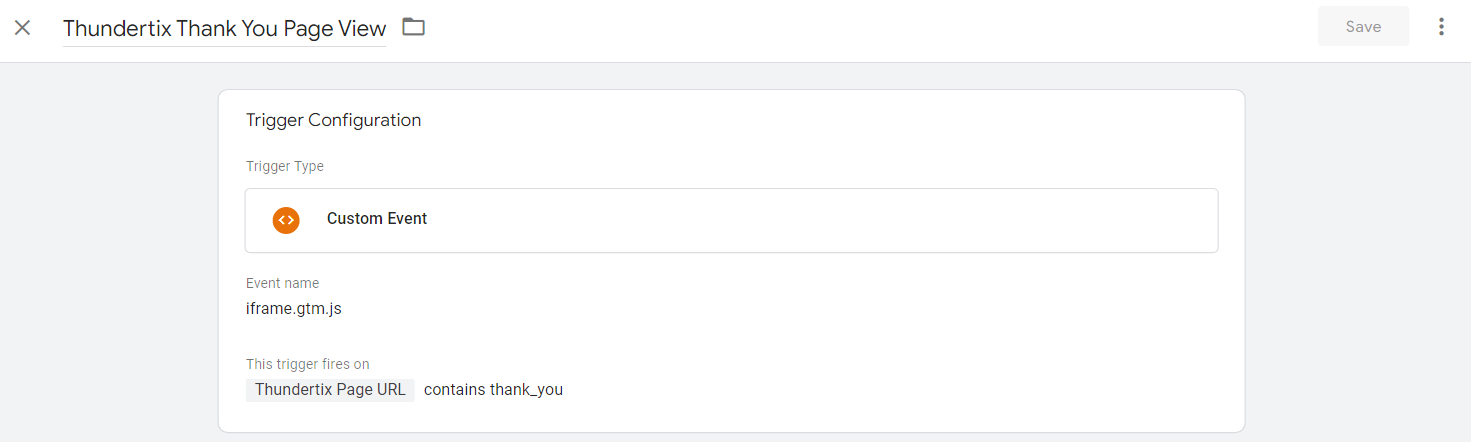 Thundertix Thank You Page View
Save
Trigger Configuration
Trigger Type
Custom Event
Event name
iframe.gtm.js
This trigger fires on
Thundertix Page URL contains thank_you